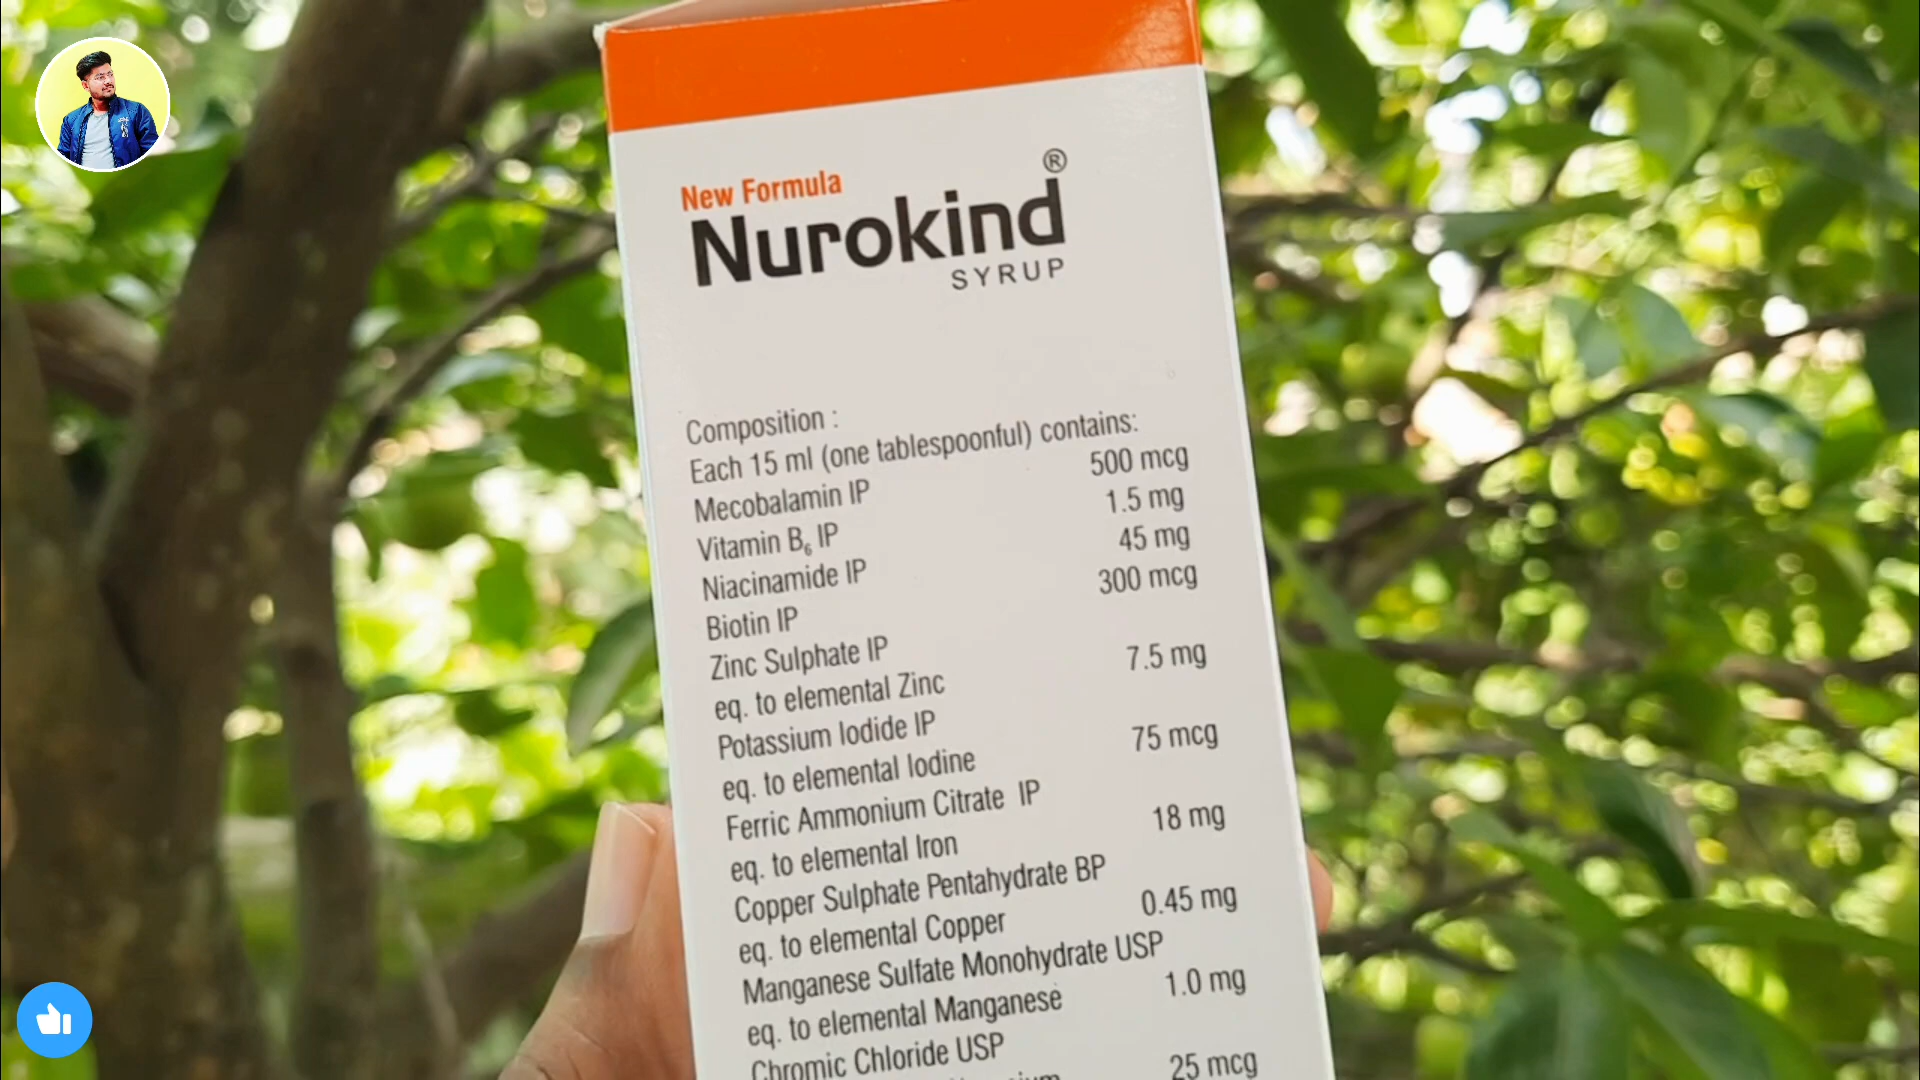 New Formula
Nurokind®
SYRUP
Composition :
Each 15 ml (one tablespoonful) contains:
Mecobalamin IP 500 mcg
Vitamin B₆ IP 1.5 mg
Niacinamide IP 45 mg
Biotin IP 300 mcg
Zinc Sulphate IP
eq. to elemental Zinc 7.5 mg
Potassium Iodide IP
eq. to elemental Iodine 75 mcg
Ferric Ammonium Citrate IP
eq. to elemental Iron 18 mg
Copper Sulphate Pentahydrate BP
eq. to elemental Copper 0.45 mg
Manganese Sulfate Monohydrate USP
eq. to elemental Manganese 1.0 mg
Chromic Chloride USP
25 mcg